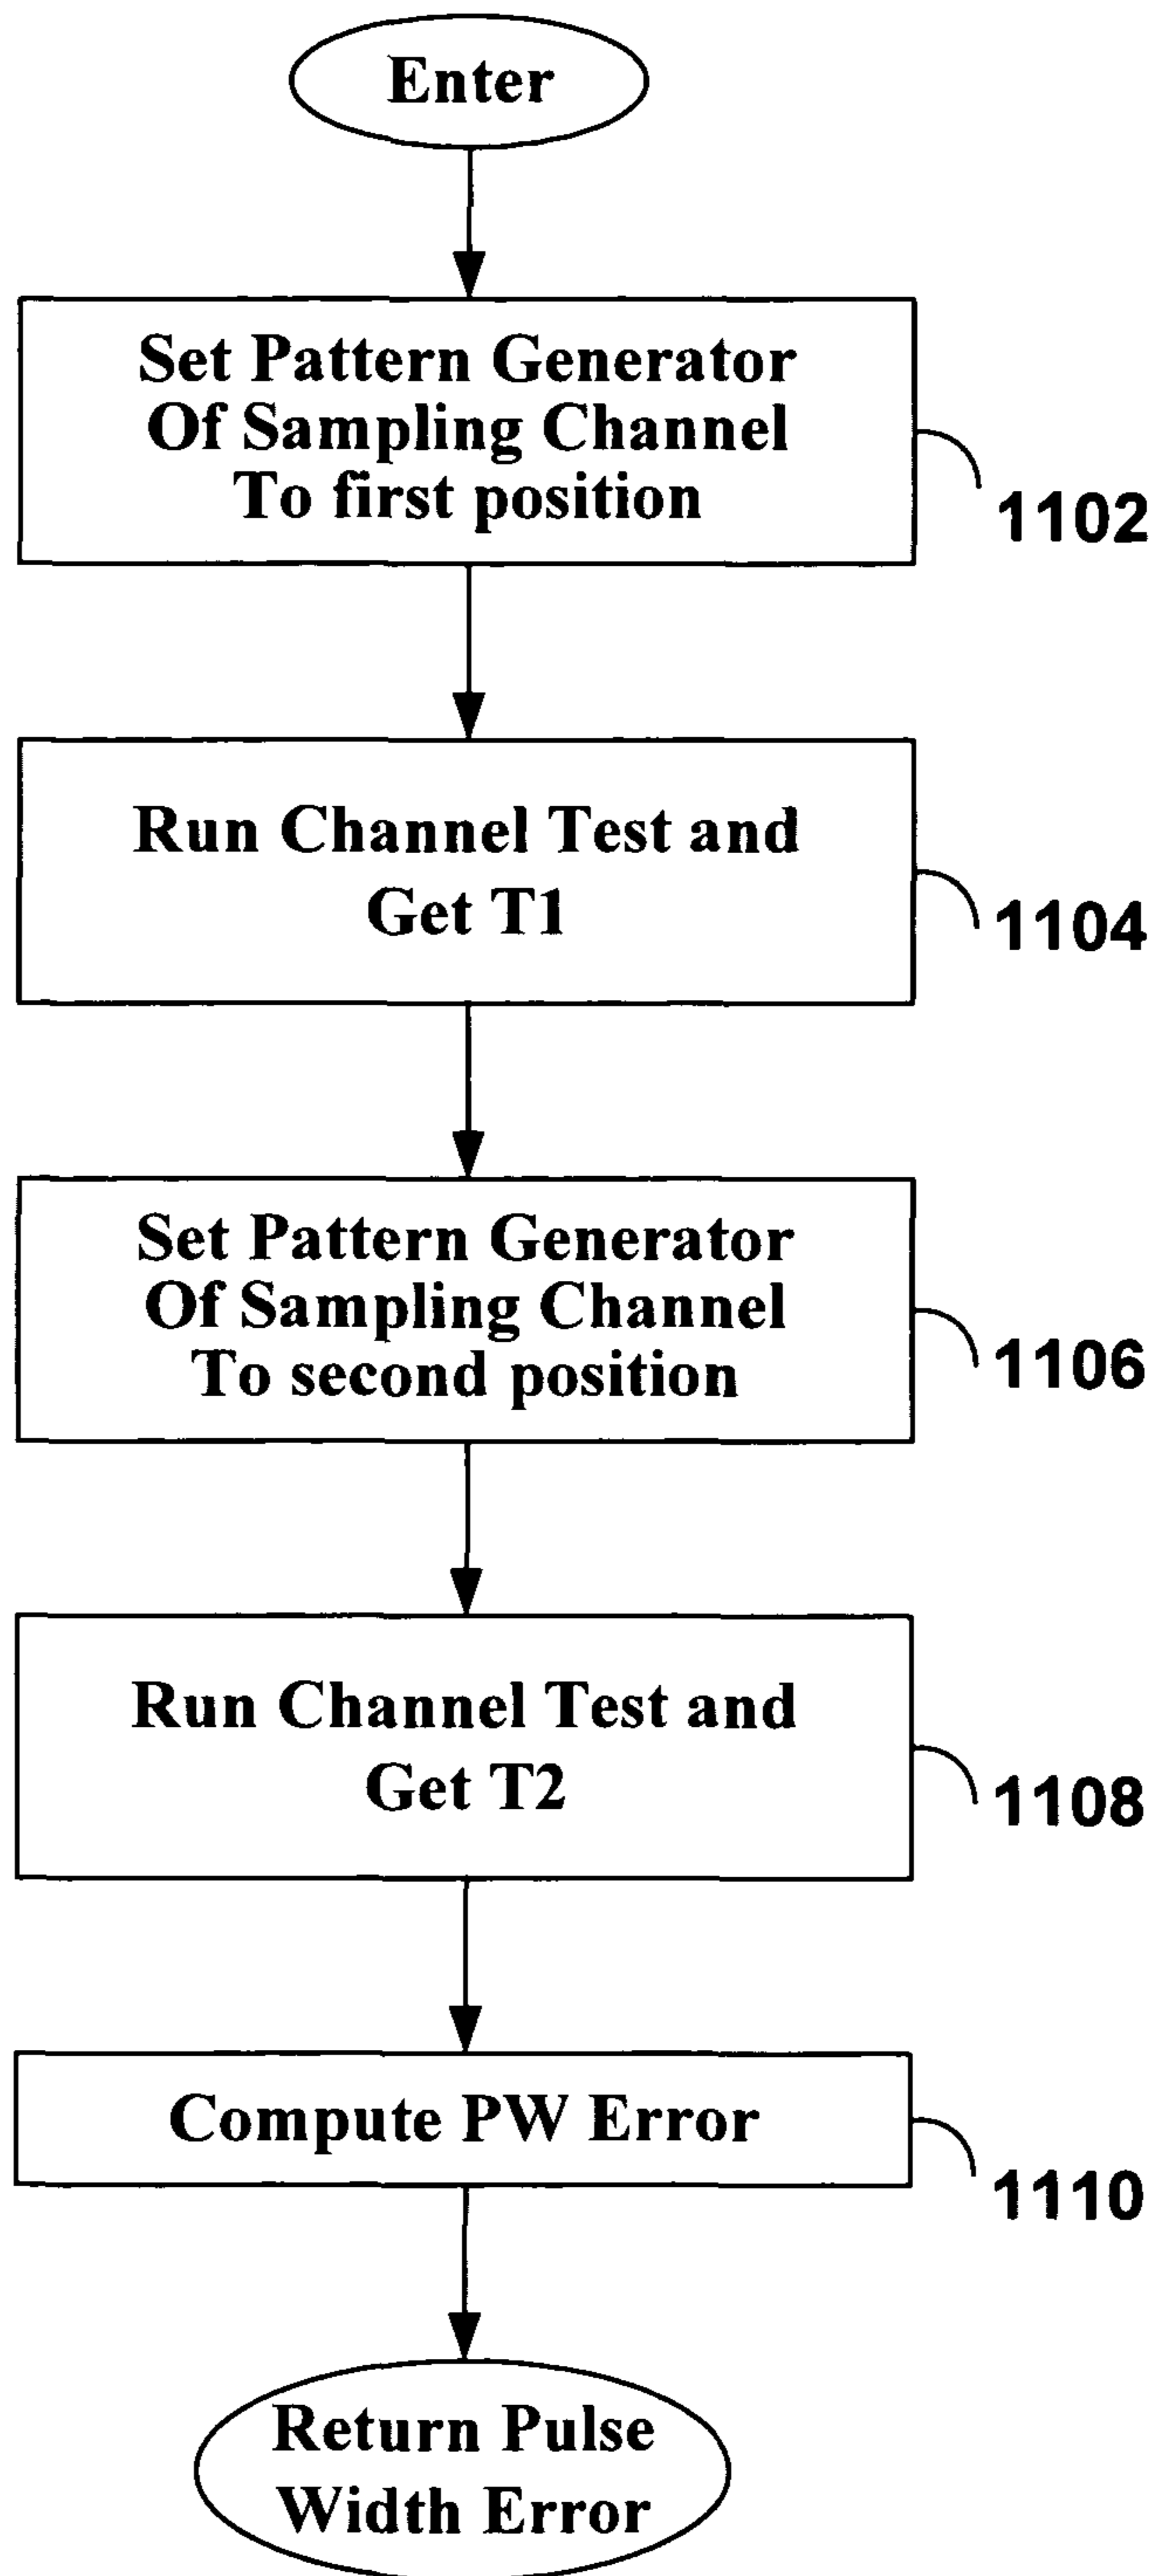 Enter
Set Pattern Generator
Of Sampling Channel
To first position
1102
Run Channel Test and
Get T1
1104
Set Pattern Generator
Of Sampling Channel
To second position
1106
Run Channel Test and
Get T2
1108
Compute PW Error
1110
Return Pulse
Width Error